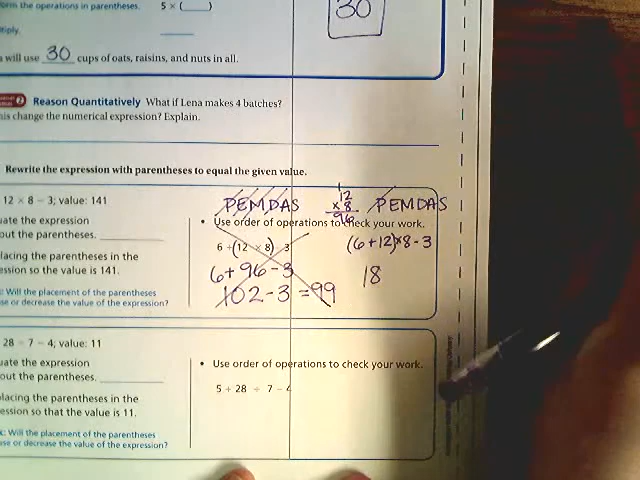 orm the operations in parentheses. 5 × ( )
30
tiply.
a will use 30 cups of oats, raisins, and nuts in all.
2 Reason Quantitatively What if Lena makes 4 batches?
his change the numerical expression? Explain.
Rewrite the expression with parentheses to equal the given value.
12 × 8 − 3; value: 141
uate the expression
out the parentheses.
lacing the parentheses in the
ession so the value is 141.
: Will the placement of the parentheses
se or decrease the value of the expression?
PEMDAS
1
12
× 8
96
PEMDAS
• Use order of operations to check your work.
6 + (12 × 8) − 3
6 + 96 − 3
102 − 3 = 99
(6 + 12) × 8 − 3
18
28 ÷ 7 − 4; value: 11
uate the expression
out the parentheses.
lacing the parentheses in the
ession so that the value is 11.
: Will the placement of the parentheses
se or decrease the value of the expression?
• Use order of operations to check your work.
5 + 28 ÷ 7 − 4